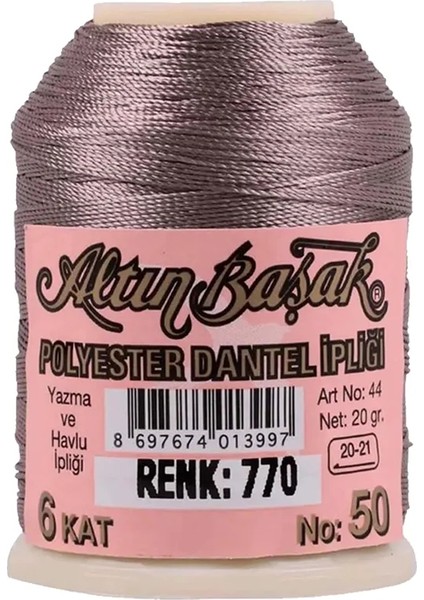 Altın Başak ®
POLYESTER DANTEL İPLİĞİ
Yazma
ve
Havlu
İpliği
8 697674 013997
Art No: 44
Net: 20 gr.
20-21
RENK: 770
6 KAT
No: 50